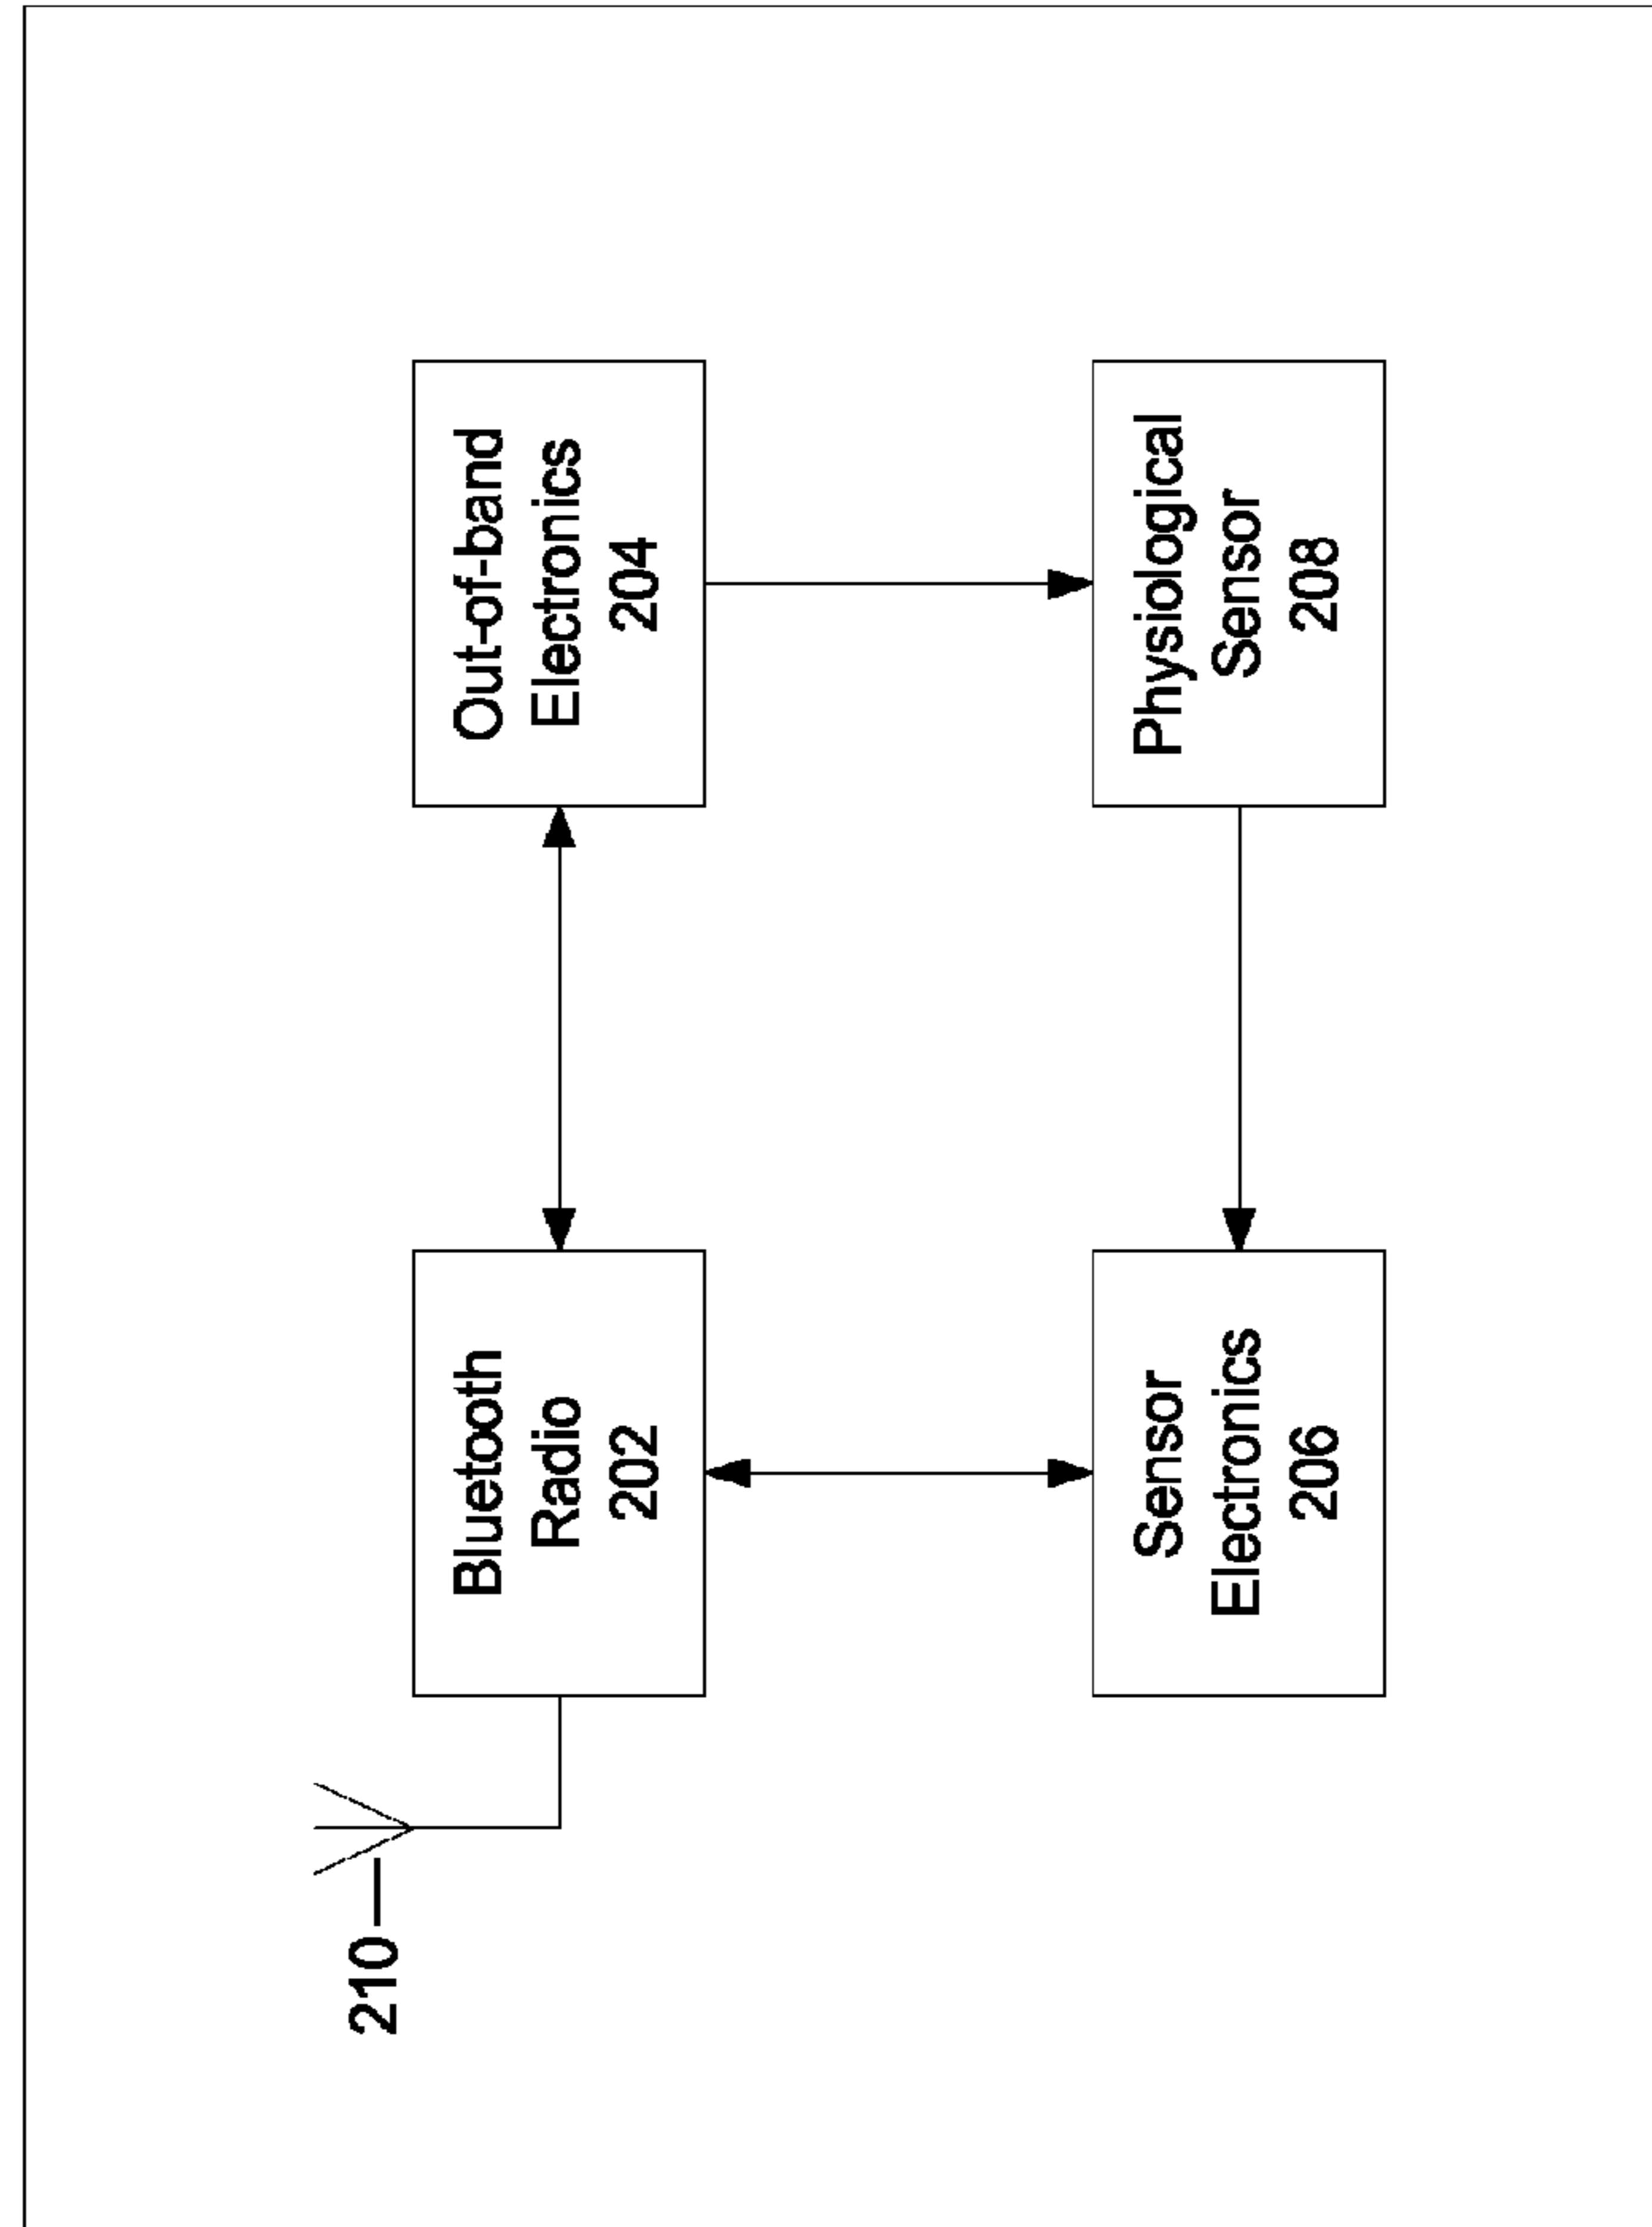 210
Bluetooth
Radio
202
Out-of-band
Electronics
204
Sensor
Electronics
206
Physiological
Sensor
208